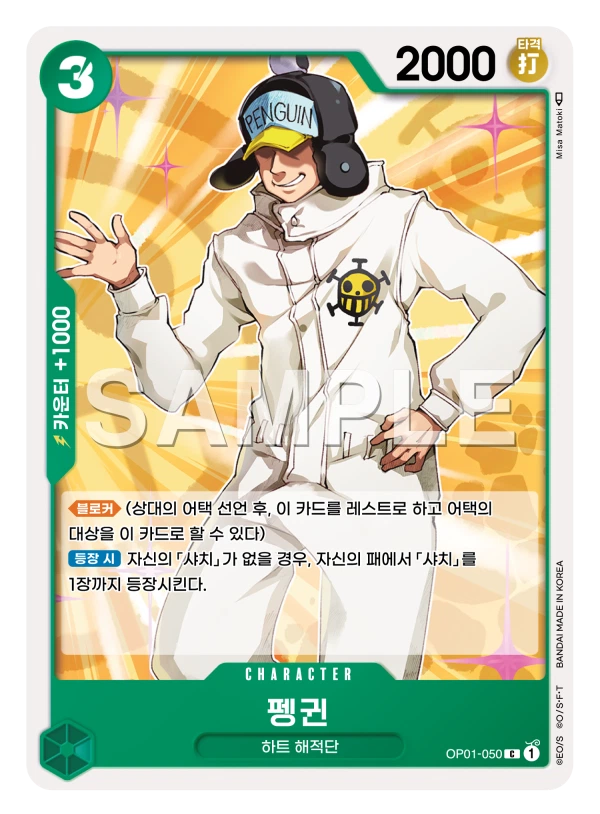 3
2000
타격
打
Misa Matoki
PENGUIN
카운터 +1000
SAMPLE
블로커 (상대의 어택 선언 후, 이 카드를 레스트로 하고 어택의
대상을 이 카드로 할 수 있다)
등장 시 자신의 「샤치」가 없을 경우, 자신의 패에서 「샤치」를
1장까지 등장시킨다.
CHARACTER
펭귄
하트 해적단
OP01-050 C 1
©EO/S ©O/S·F·T BANDAI MADE IN KOREA